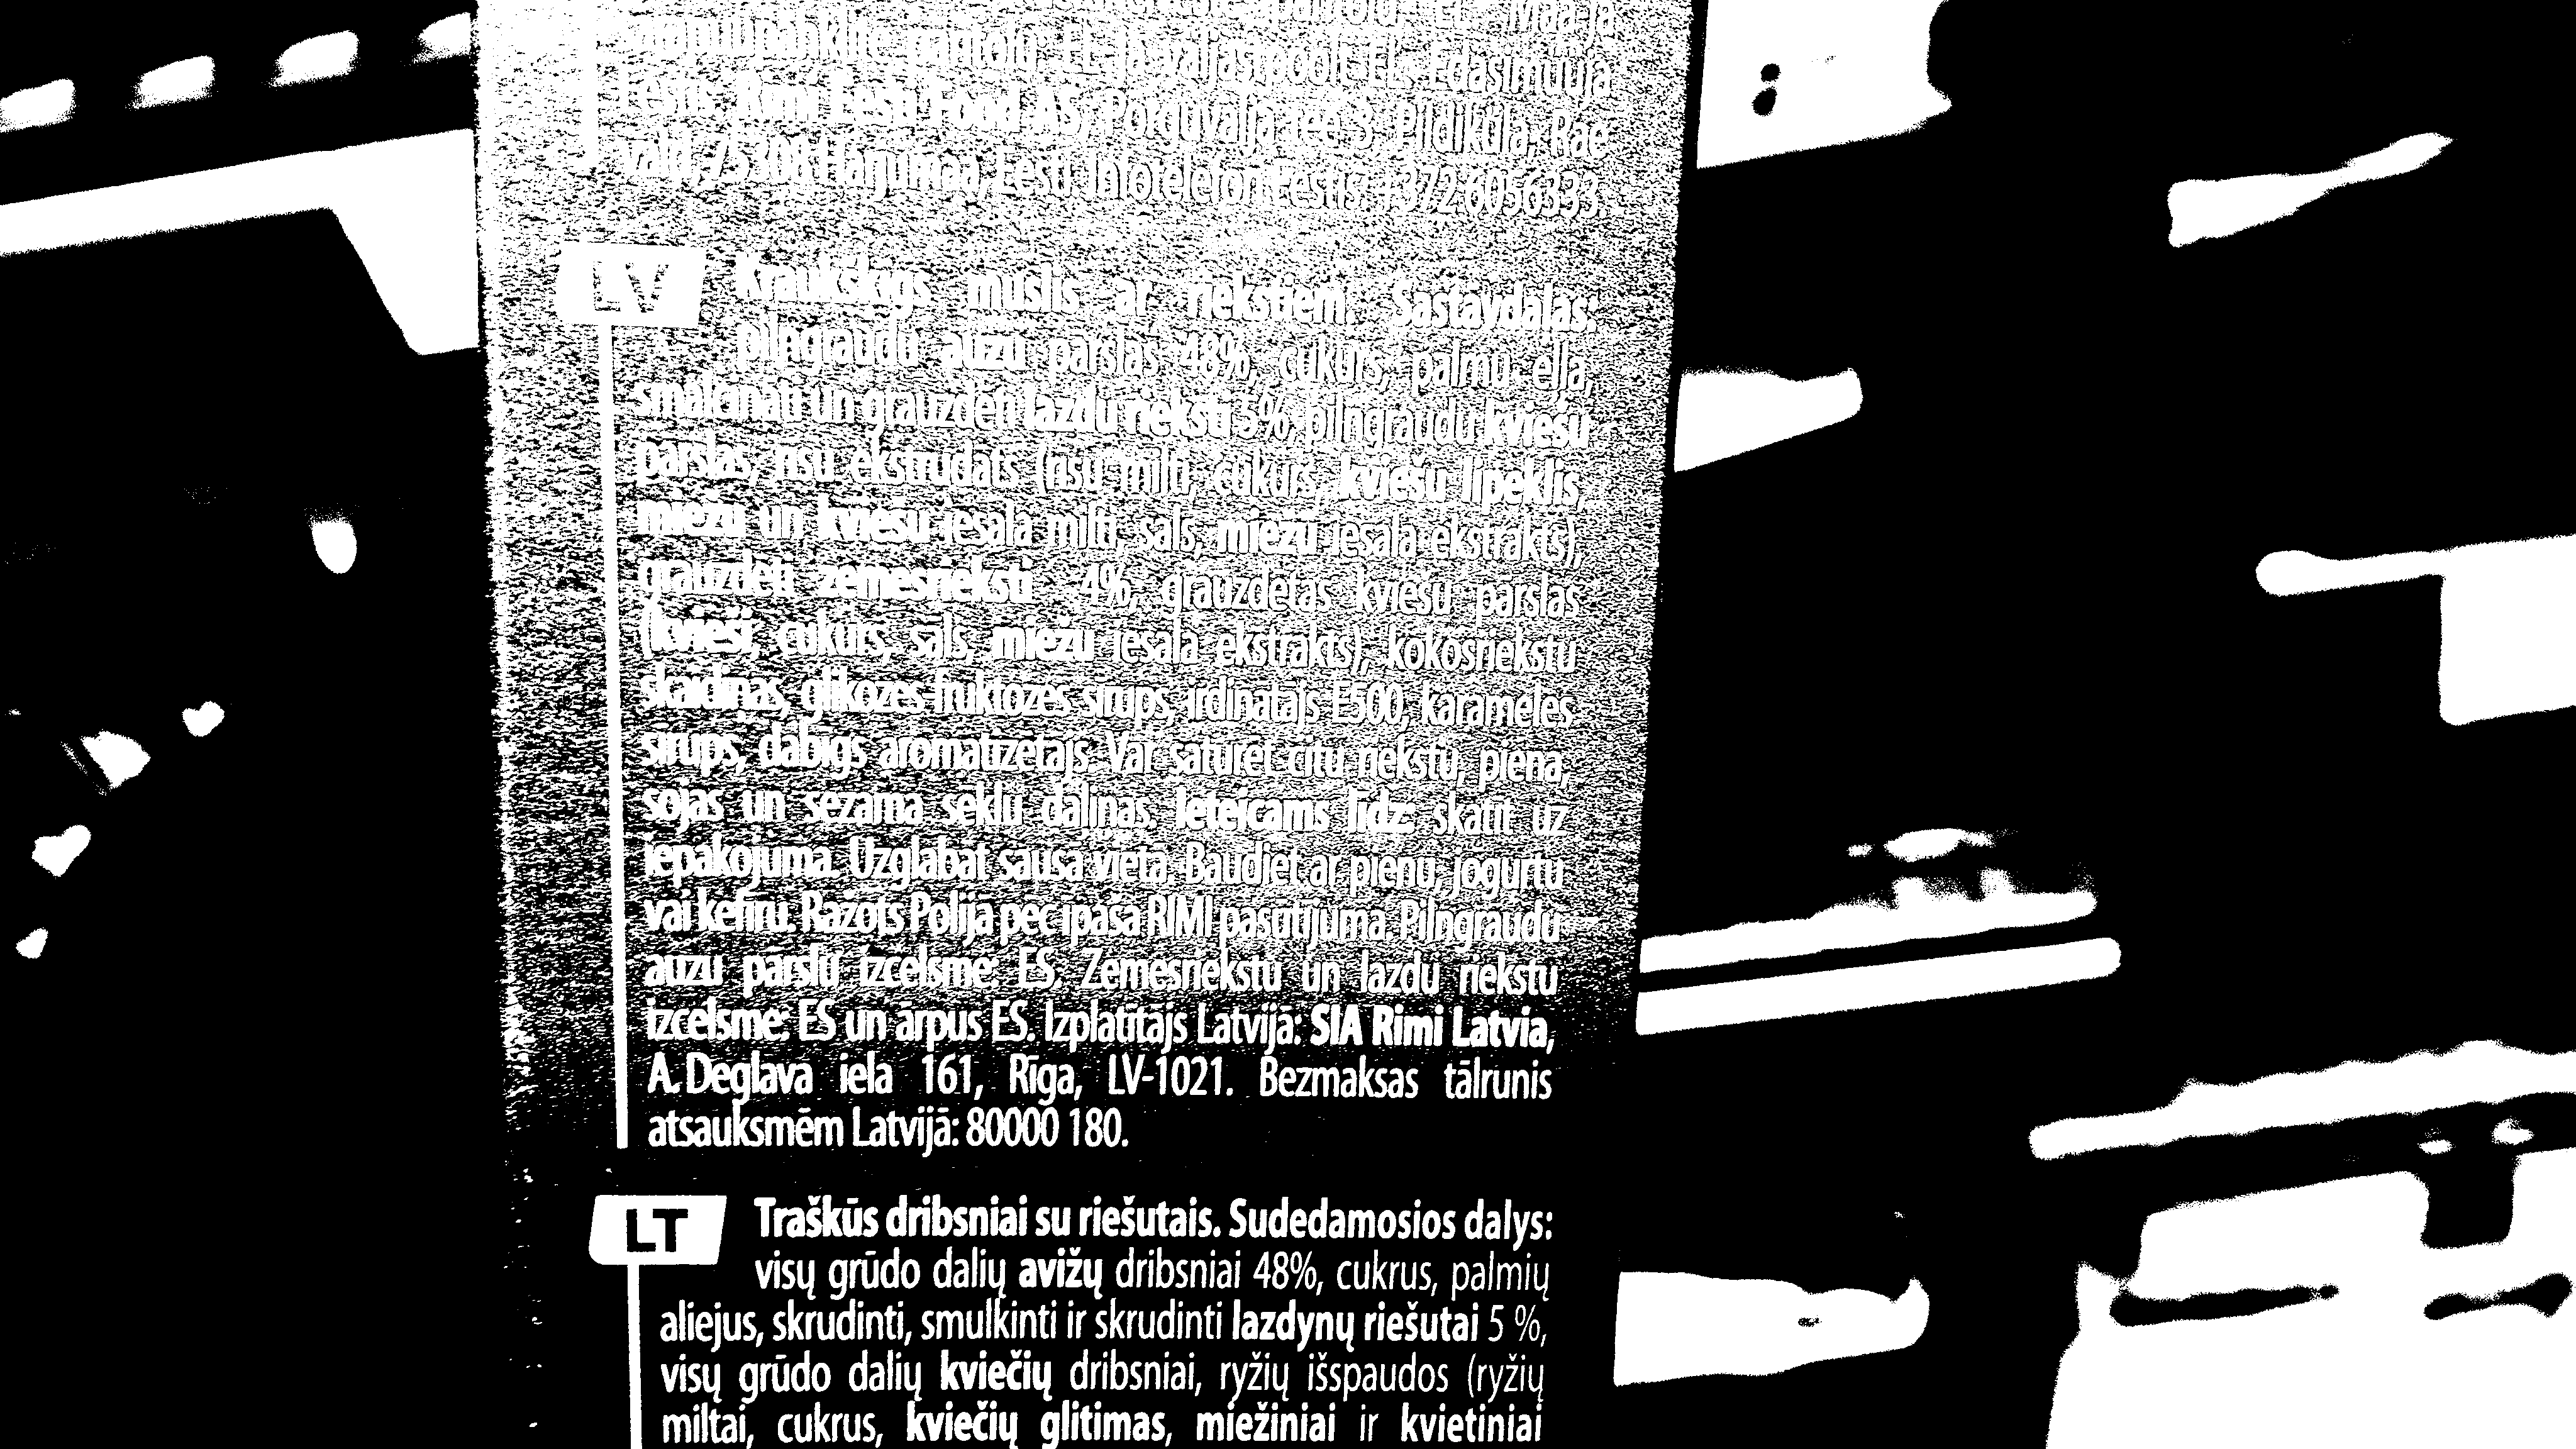 päritolu EL Maaja
päritolu EL ja väljastpoolt EL. Edasimüüja
Eestis: Rimi Eesti Food AS, Põrguvälja tee 3, Pildiküla, Rae
vald, 75308 Harjumaa, Eesti. Infotelefon Eestis: +372 6056333.
LV Kraukšķīgs muslis ar riekstiem. Sastāvdaļas:
pilngraudu auzu pārslas 48%, cukurs, palmu eļļa,
smalcināti un grauzdēti lazdu rieksti 5%, pilngraudu kviešu
pārslas, rīsu ekstrudāts (rīsu milti, cukurs, kviešu lipeklis,
miežu un kviešu iesala milti, sāls, miežu iesala ekstrakts),
grauzdēti zemesrieksti 4%, grauzdētas kviešu pārslas
(kvieši, cukurs, sāls, miežu iesala ekstrakts), kokosriekstu
skaidiņas, glikozes-fruktozes sīrups, irdinātājs E500, karameles
sīrups, dabīgs aromatizētājs. Var saturēt citu riekstu, piena,
sojas un sezama sēklu daļiņas. Ieteicams līdz: skatīt uz
iepakojuma. Uzglabāt sausā vietā. Baudiet ar pienu, jogurtu
vai kefīru. Ražots Polijā pēc īpaša RIMI pasūtījuma. Pilngraudu
auzu pārslu izcelsme: ES. Zemesriekstu un lazdu riekstu
izcelsme: ES un ārpus ES. Izplatītājs Latvijā: SIA Rimi Latvia,
A. Deglava iela 161, Rīga, LV-1021. Bezmaksas tālrunis
atsauksmēm Latvijā: 80000 180.
LT Traškūs dribsniai su riešutais. Sudedamosios dalys:
visų grūdo dalių avižų dribsniai 48%, cukrus, palmių
aliejus, skrudinti, smulkinti ir skrudinti lazdynų riešutai 5 %,
visų grūdo dalių kviečių dribsniai, ryžių išspaudos (ryžių
miltai, cukrus, kviečių glitimas, miežiniai ir kvietiniai